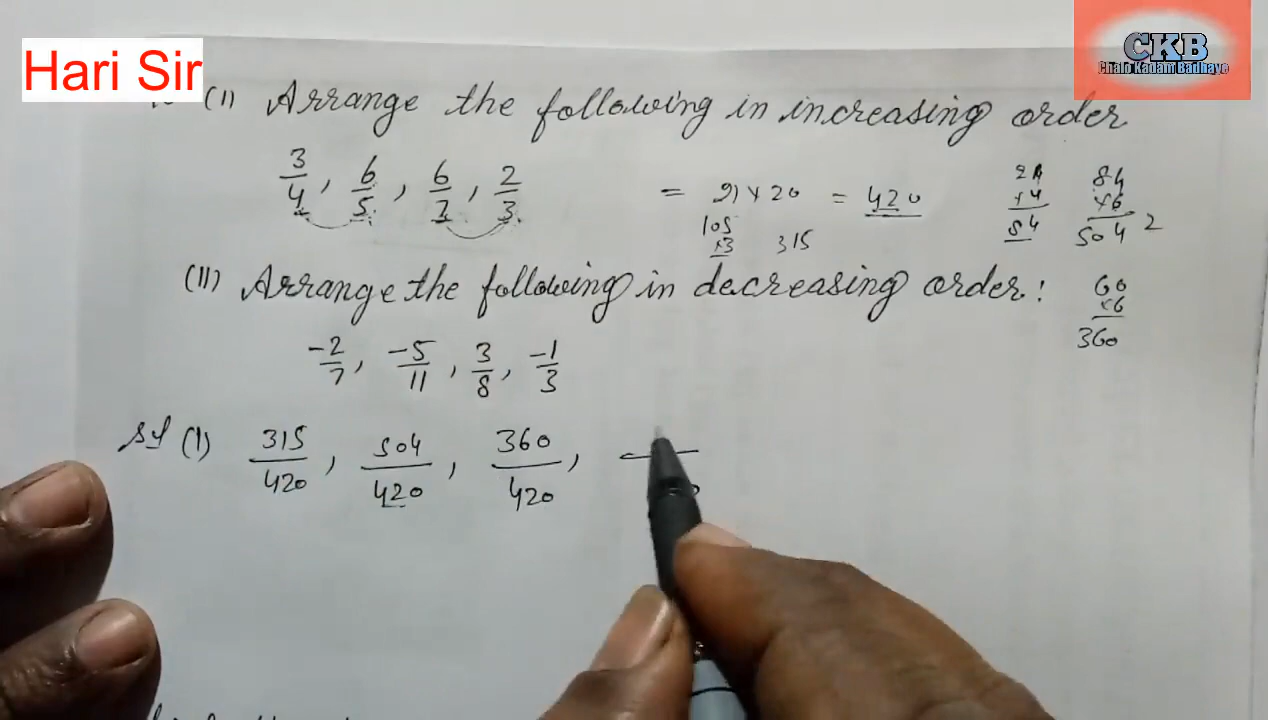 Hari Sir
CKB
Chalo Kadam Badhaye
(I) Arrange the following in increasing order
3/4, 6/5, 6/7, 2/3
= 21 × 20 = 420
105
×3
315
21
×4
84
84
×6
504 2
(II) Arrange the following in decreasing order:
60
×6
360
-2/7, -5/11, 3/8, -1/3
Sol (I) 315/420, 504/420, 360/420,